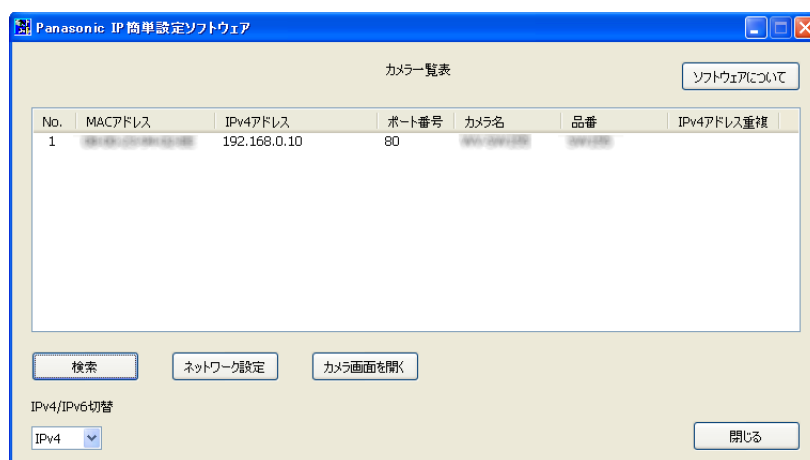 Panasonic IP簡単設定ソフトウェア
カメラ一覧表
ソフトウェアについて
No. MACアドレス IPv4アドレス ポート番号 カメラ名 品番 IPv4アドレス重複
1 192.168.0.10 80
検索 ネットワーク設定 カメラ画面を開く
IPv4/IPv6切替
IPv4
閉じる